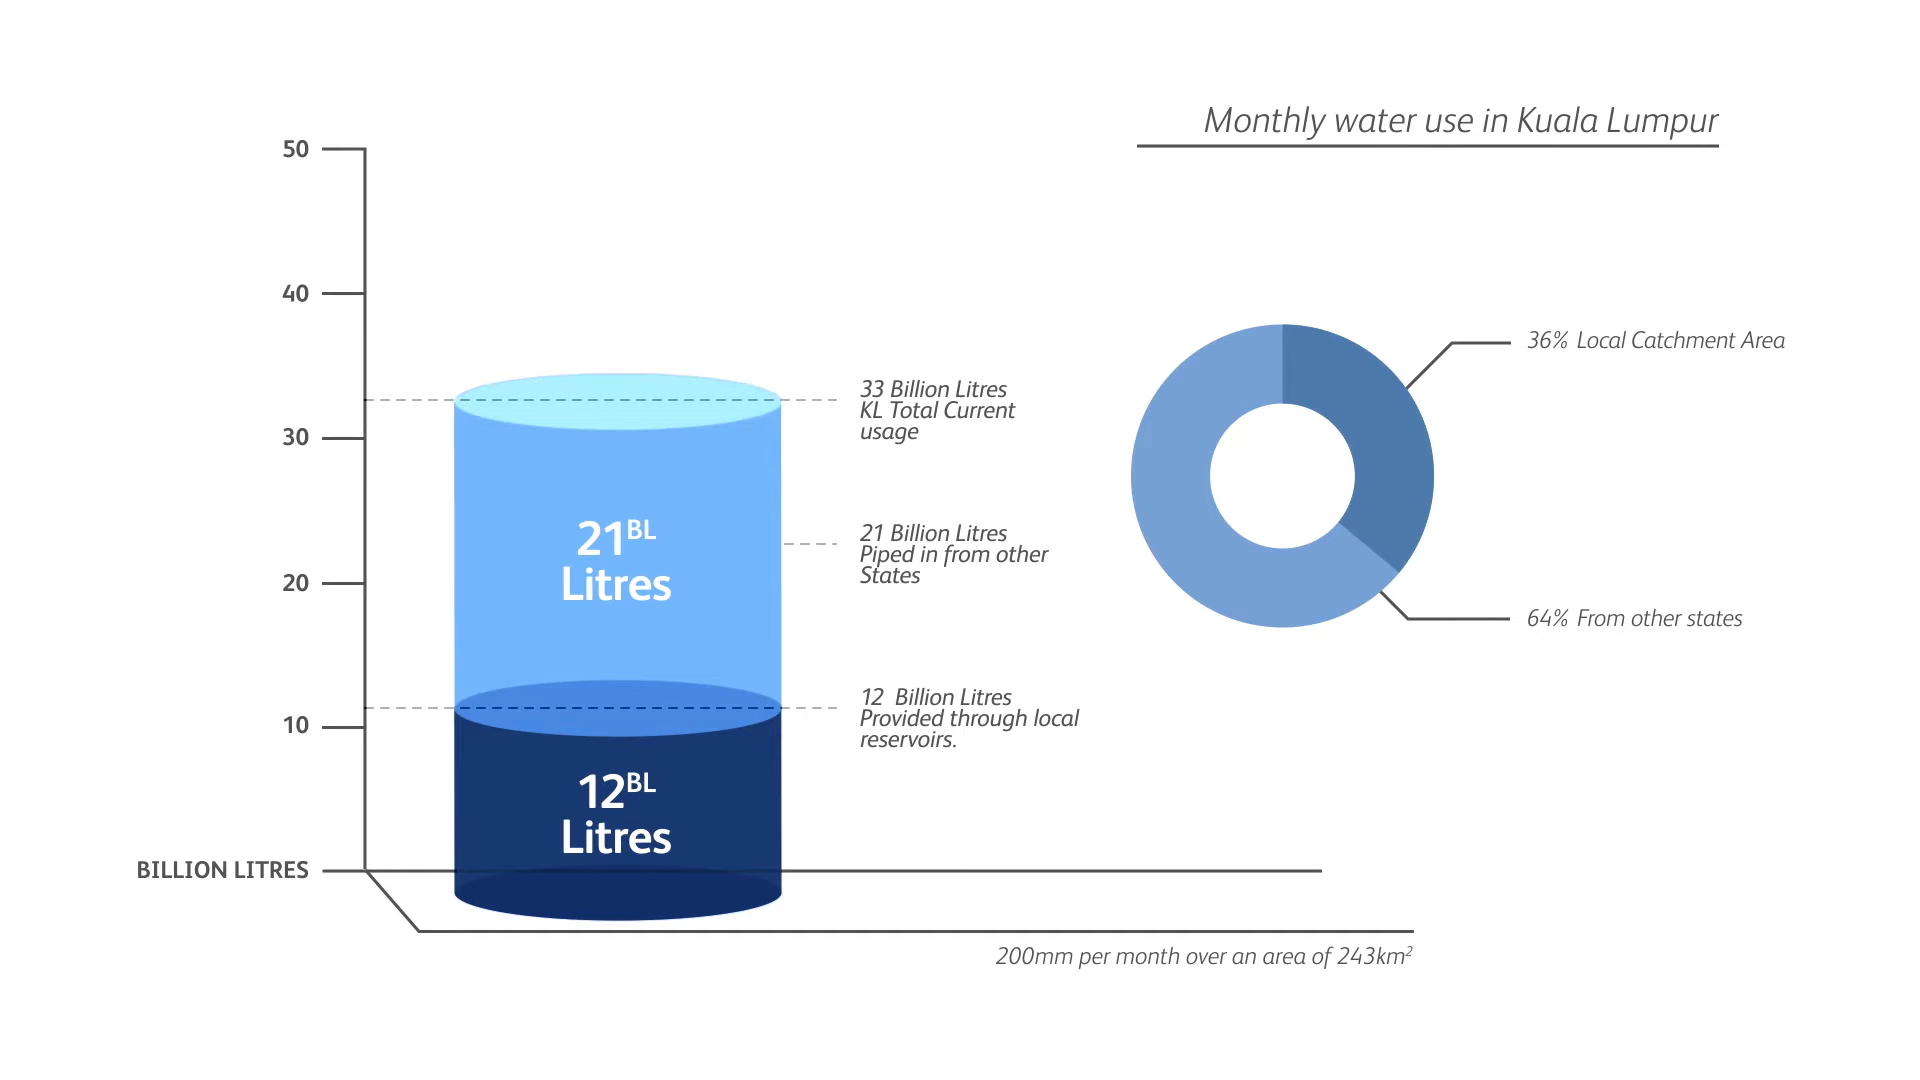 Monthly water use in Kuala Lumpur
50
40
30
20
10
BILLION LITRES
33 Billion Litres
KL Total Current
usage
21 Billion Litres
Piped in from other
States
12  Billion Litres
Provided through local
reservoirs.
21BL
Litres
12BL
Litres
36% Local Catchment Area
64% From other states
200mm per month over an area of 243km²